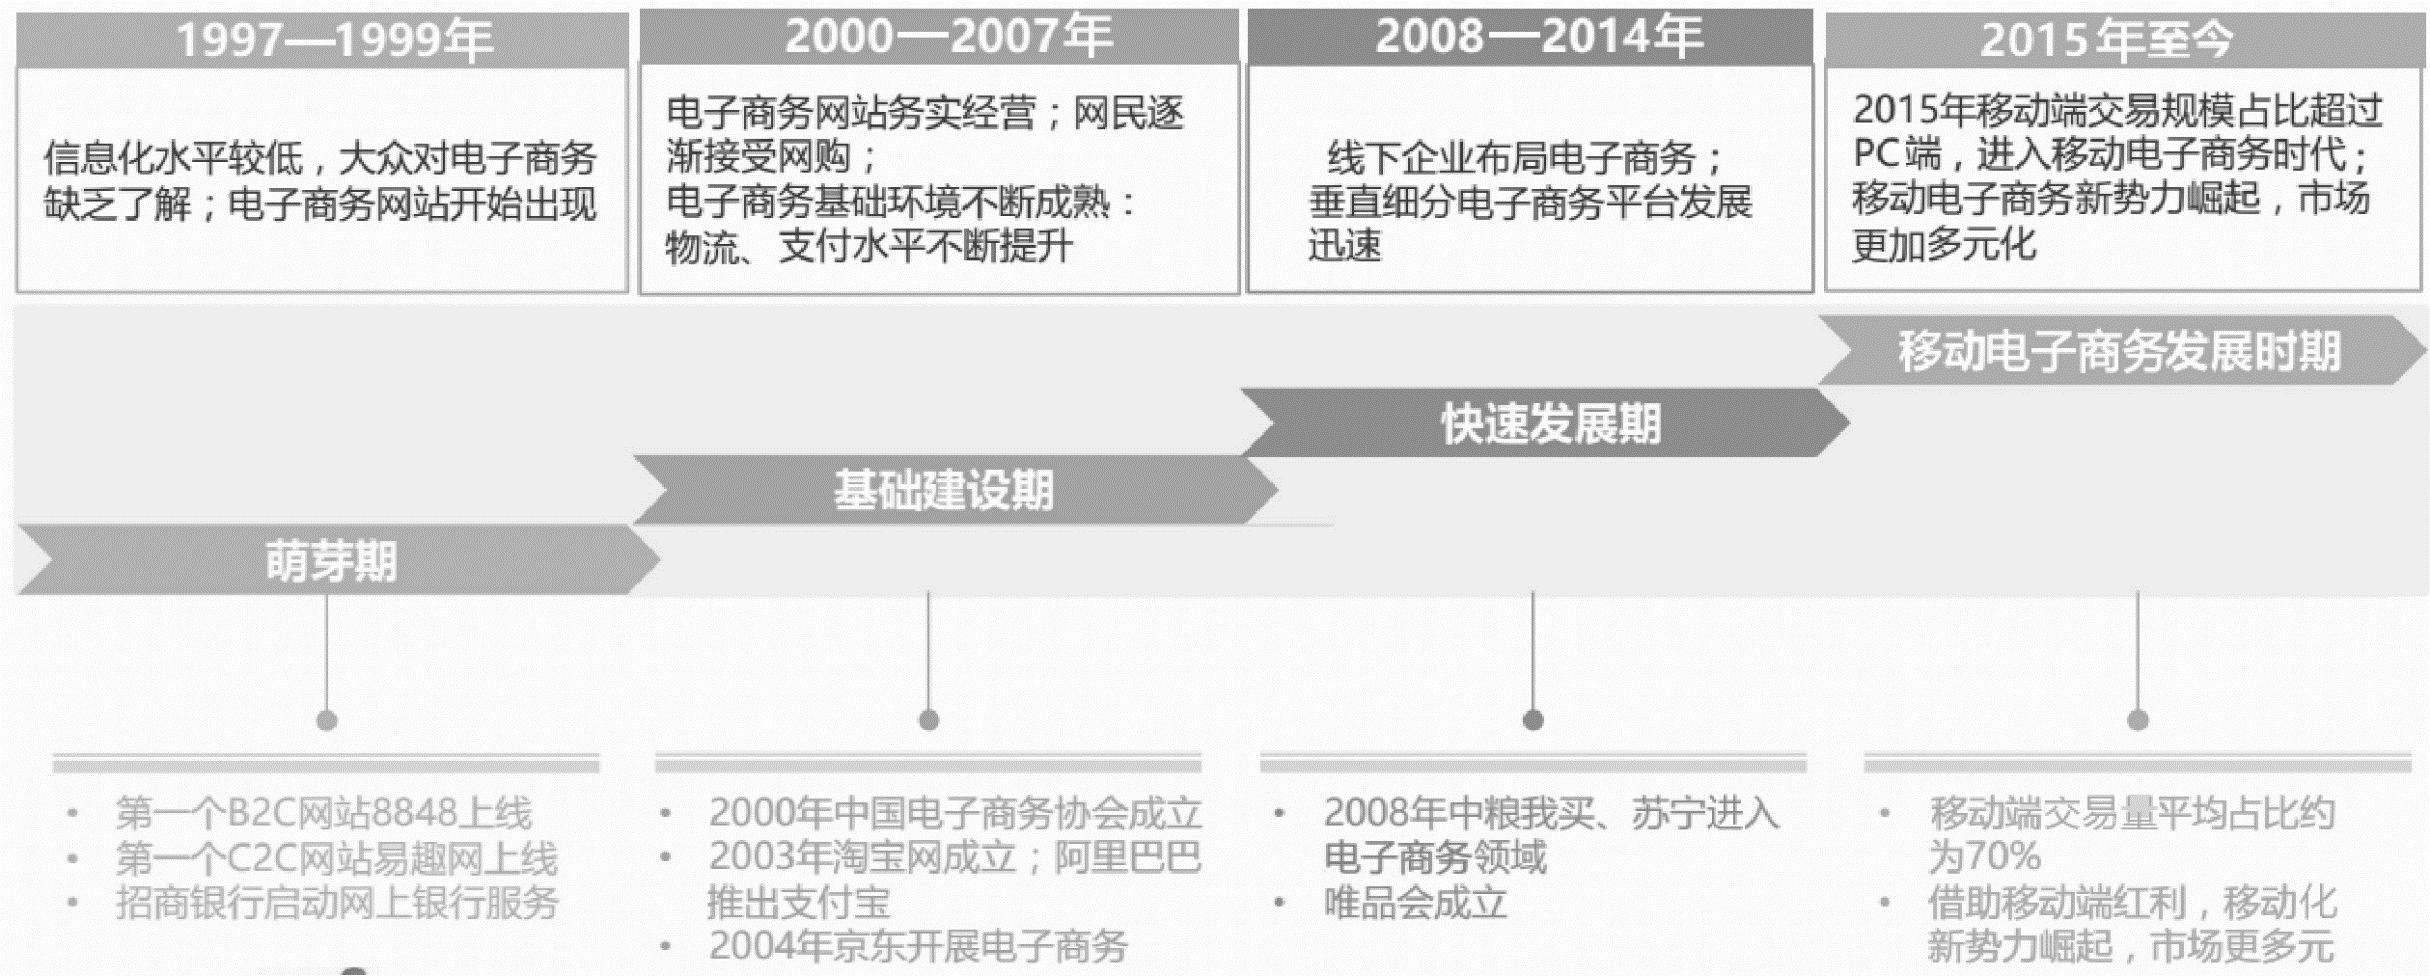 1997—1999年
信息化水平较低，大众对电子商务
缺乏了解；电子商务网站开始出现
2000—2007年
电子商务网站务实经营；网民逐
渐接受网购；
电子商务基础环境不断成熟：
物流、支付水平不断提升
2008—2014年
线下企业布局电子商务；
垂直细分电子商务平台发展
迅速
2015年至今
2015年移动端交易规模占比超过
PC端，进入移动电子商务时代；
移动电子商务新势力崛起，市场
更加多元化
移动电子商务发展时期
快速发展期
基础建设期
萌芽期
• 第一个B2C网站8848上线
• 第一个C2C网站易趣网上线
• 招商银行启动网上银行服务
• 2000年中国电子商务协会成立
• 2003年淘宝网成立；阿里巴巴
推出支付宝
• 2004年京东开展电子商务
• 2008年中粮我买、苏宁进入
电子商务领域
• 唯品会成立
• 移动端交易量平均占比约
为70%
• 借助移动端红利，移动化
新势力崛起，市场更多元